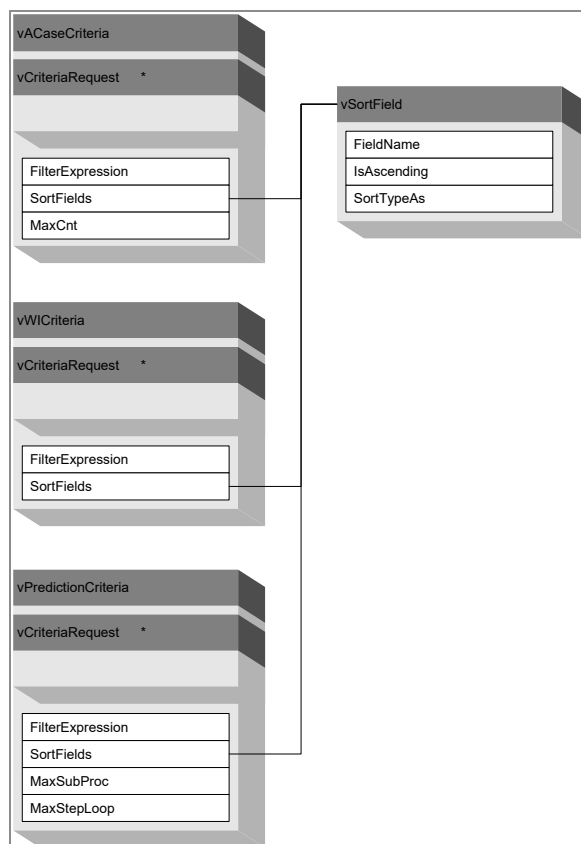 vACaseCriteria
vCriteriaRequest *
FilterExpression
SortFields
MaxCnt
vSortField
FieldName
IsAscending
SortTypeAs
vWICriteria
vCriteriaRequest *
FilterExpression
SortFields
vPredictionCriteria
vCriteriaRequest *
FilterExpression
SortFields
MaxSubProc
MaxStepLoop